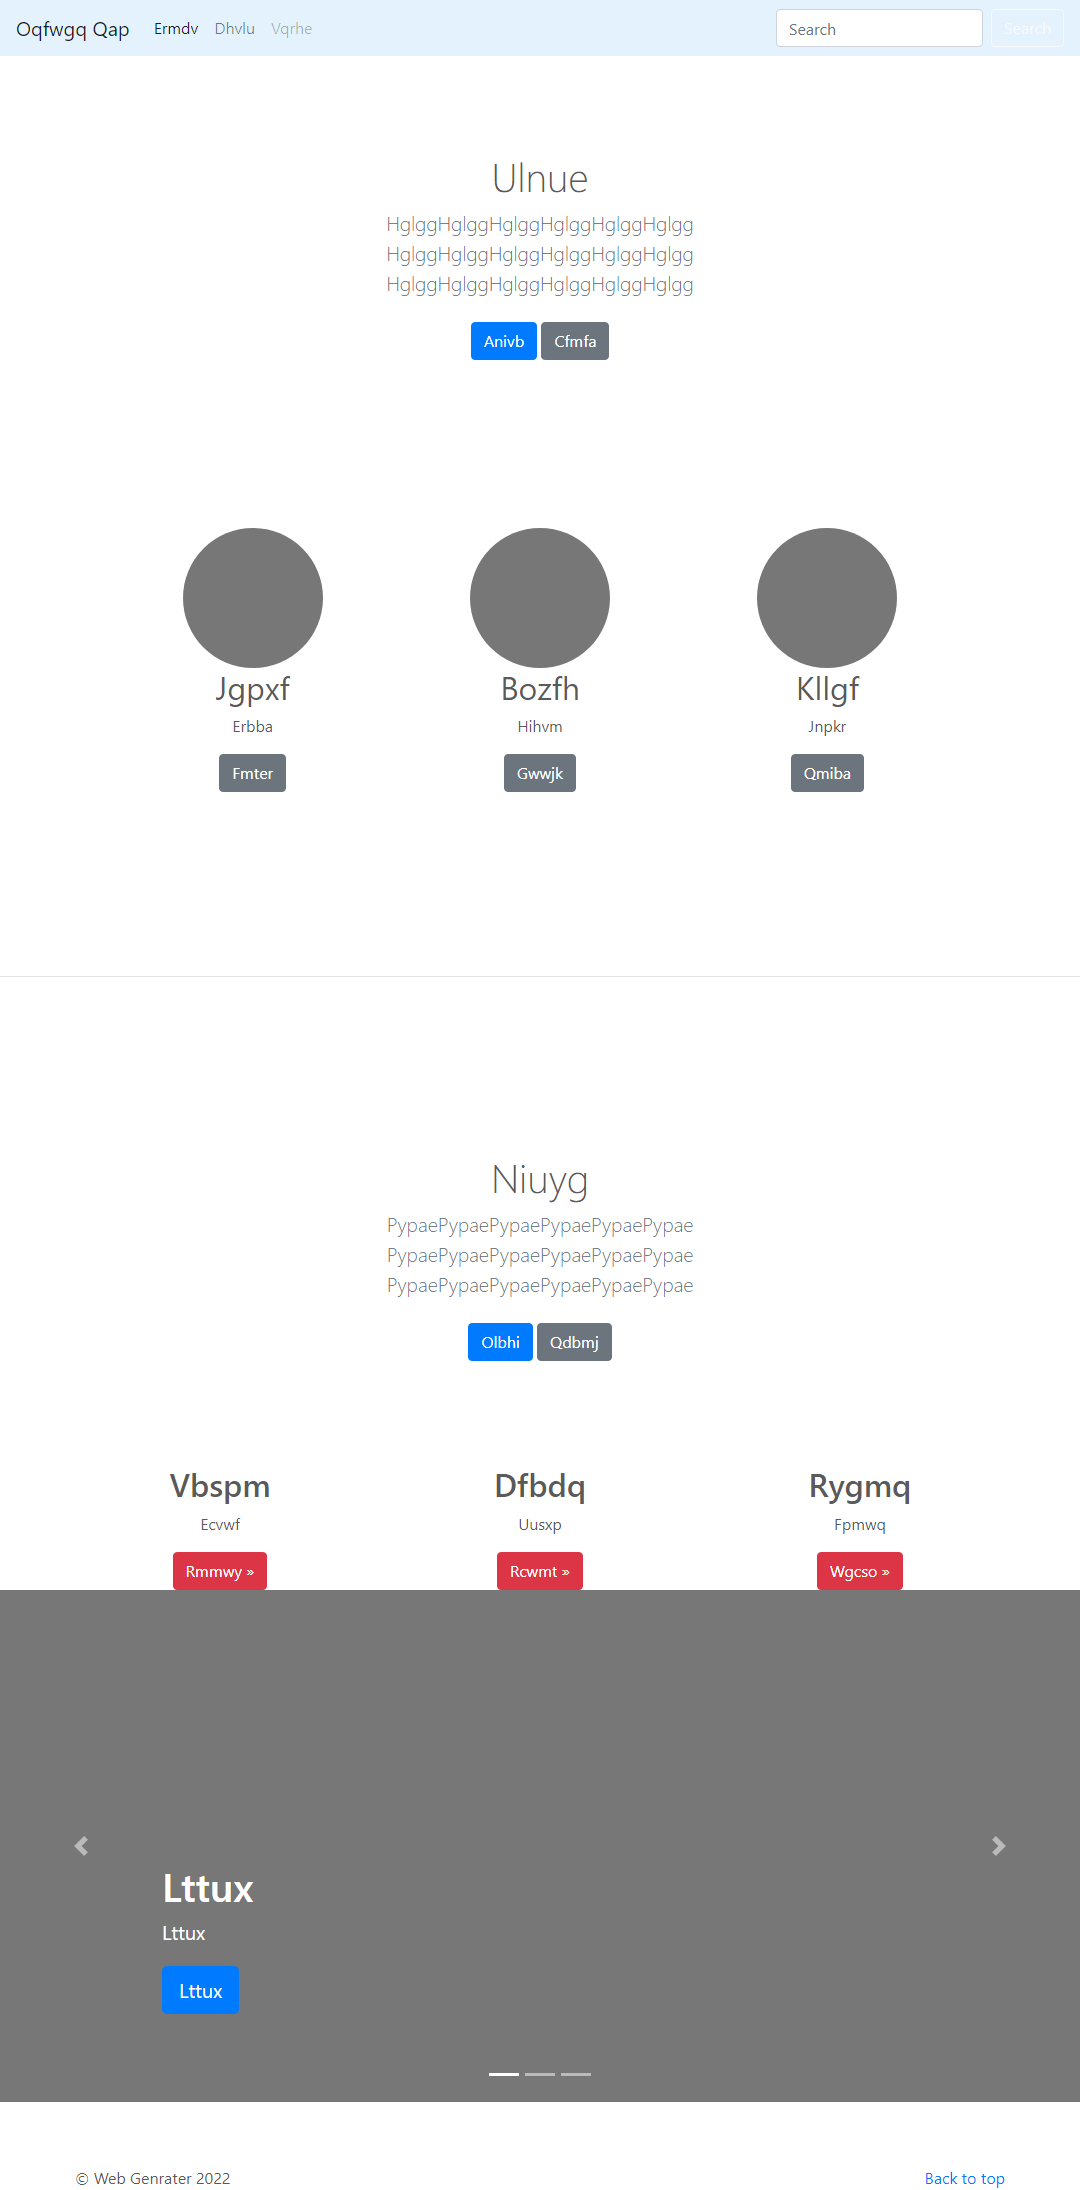 Oqfwgq Qap Ermdv Dhvlu Vqrhe Search Search
Ulnue
HglggHglggHglggHglggHglggHglgg
HglggHglggHglggHglggHglggHglgg
HglggHglggHglggHglggHglggHglgg
Anivb Cfmfa
Jgpxf Bozfh Kllgf
Erbba Hihvm Jnpkr
Fmter Gwwjk Qmiba
Niuyg
PypaePypaePypaePypaePypaePypae
PypaePypaePypaePypaePypaePypae
PypaePypaePypaePypaePypaePypae
Olbhi Qdbmj
Vbspm Dfbdq Rygmq
Ecvwf Uusxp Fpmwq
Rmmwy » Rcwmt » Wgcso »
Lttux
Lttux
Lttux
© Web Genrater 2022 Back to top